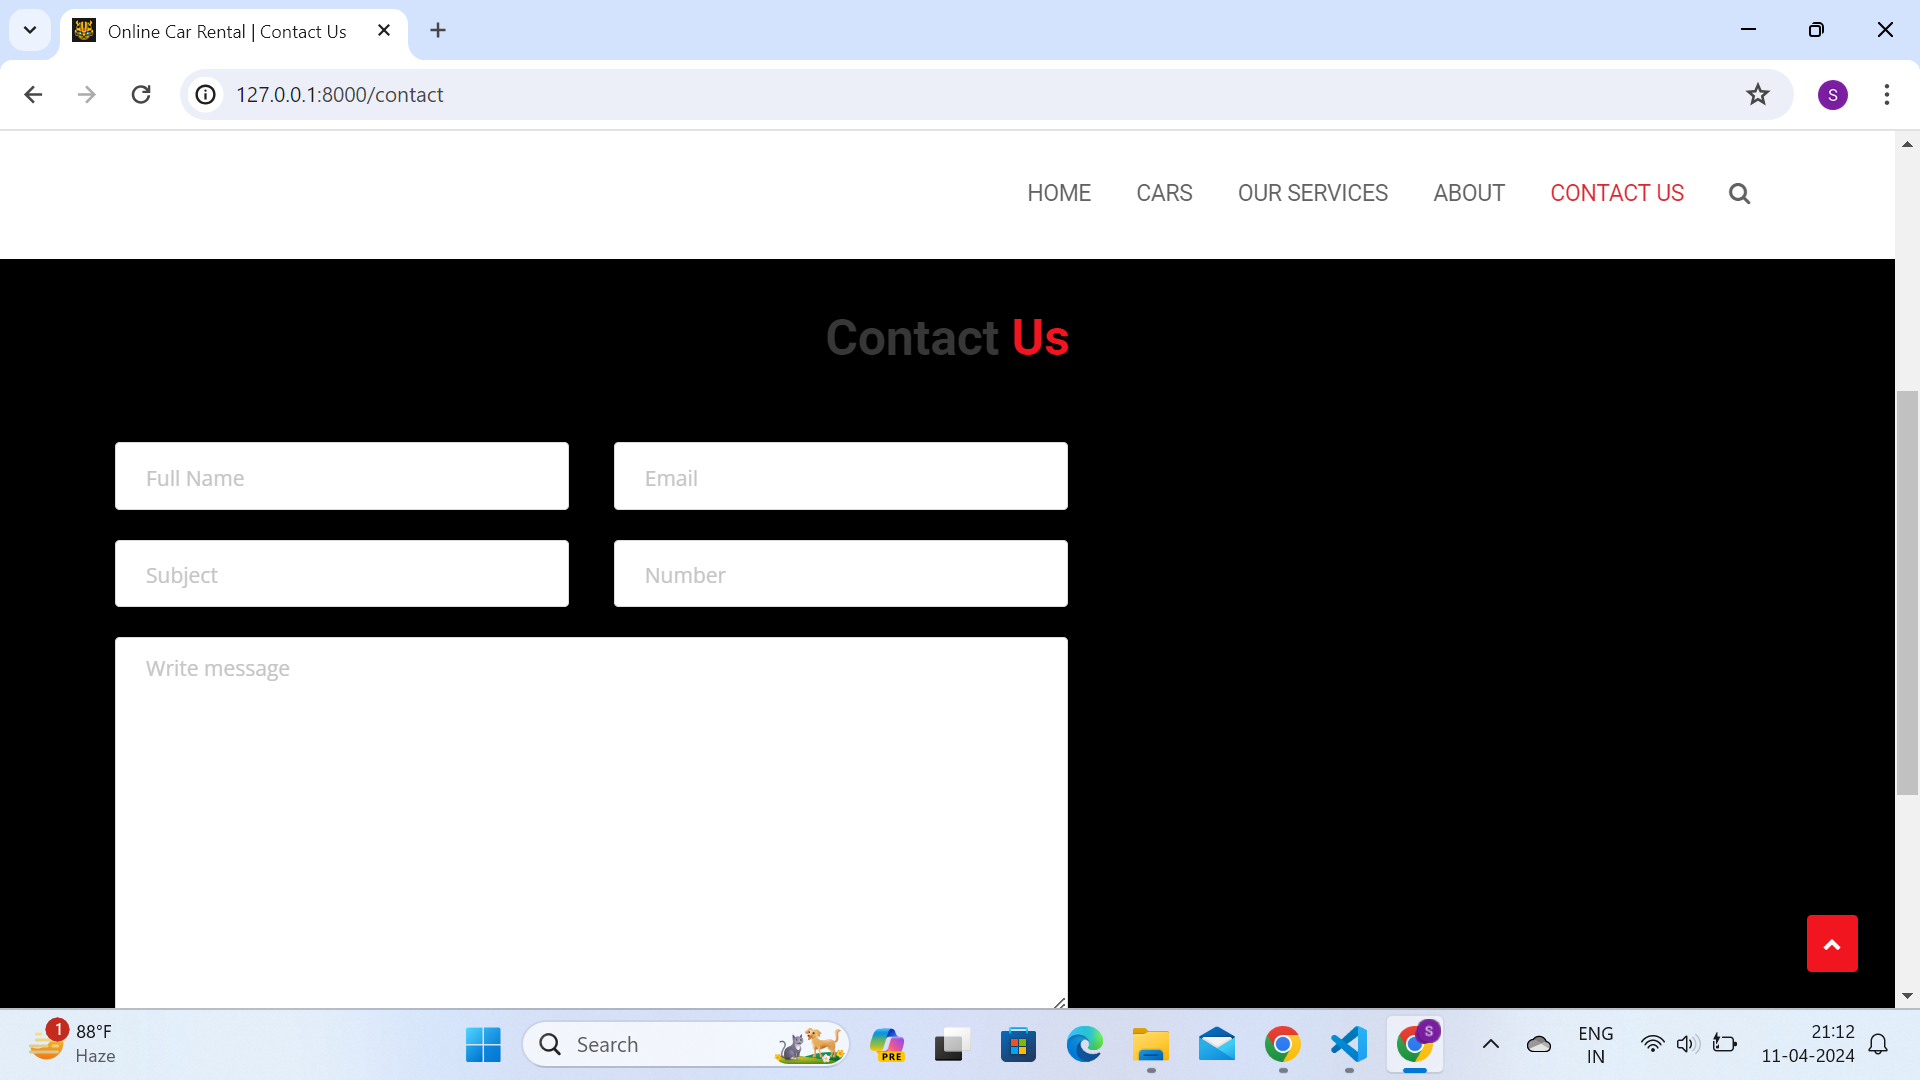 Online Car Rental | Contact Us
127.0.0.1:8000/contact
S
HOME CARS OUR SERVICES ABOUT CONTACT US
Contact Us
Full Name Email
Subject Number
Write message
1
88°F
Haze
Search
PRE
S
ENG
IN
21:12
11-04-2024